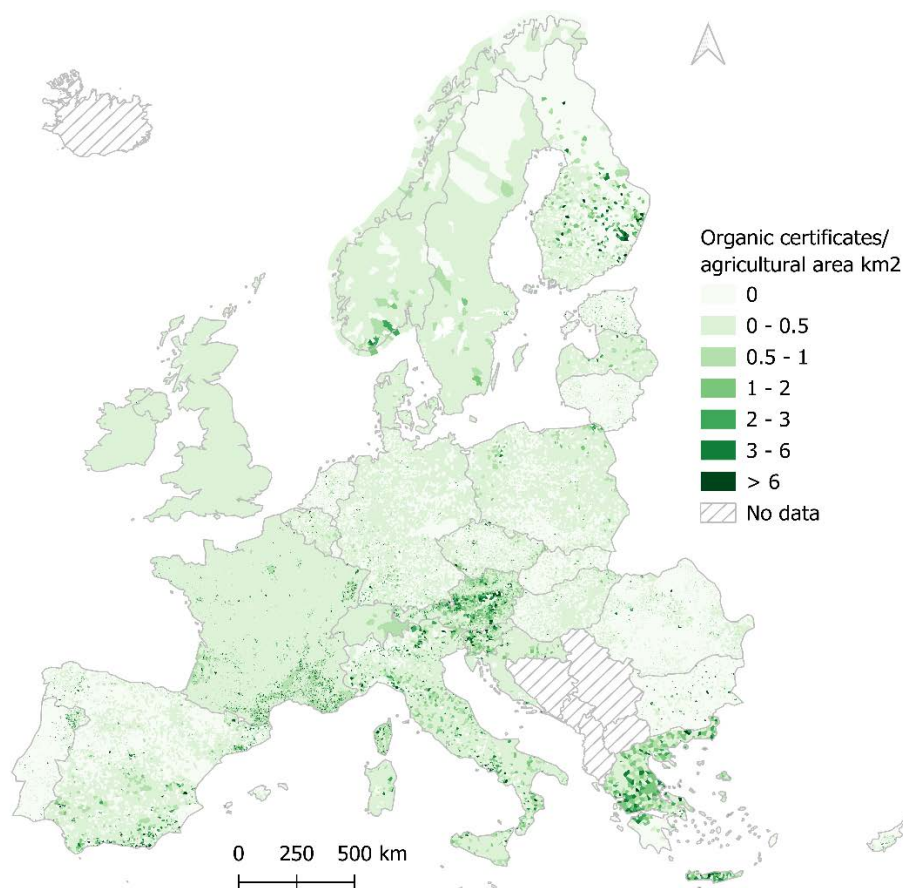 Organic certificates/
agricultural area km2
0
0 - 0.5
0.5 - 1
1 - 2
2 - 3
3 - 6
> 6
No data
0 250 500 km